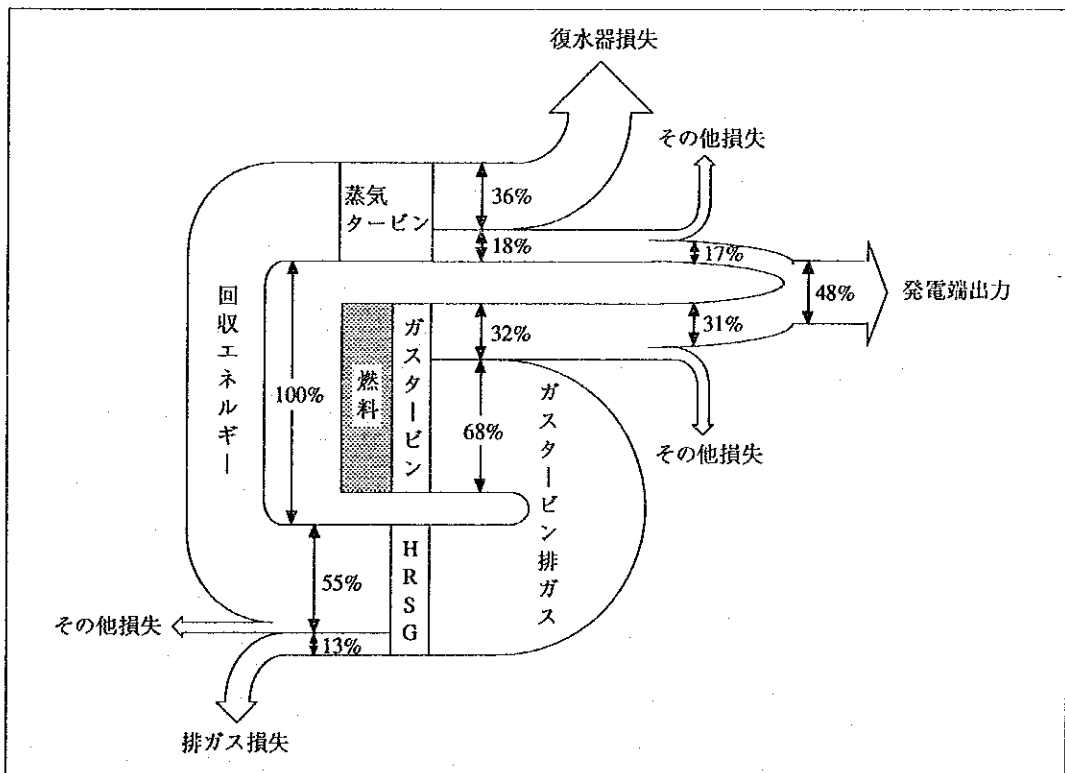 復水器損失
その他損失
蒸気
タービン
36%
18%
17%
回収エネルギー
100%
燃料
ガスタービン
32%
31%
48%
発電端出力
68%
ガスタービン排ガス
その他損失
HRSG
55%
その他損失
13%
排ガス損失